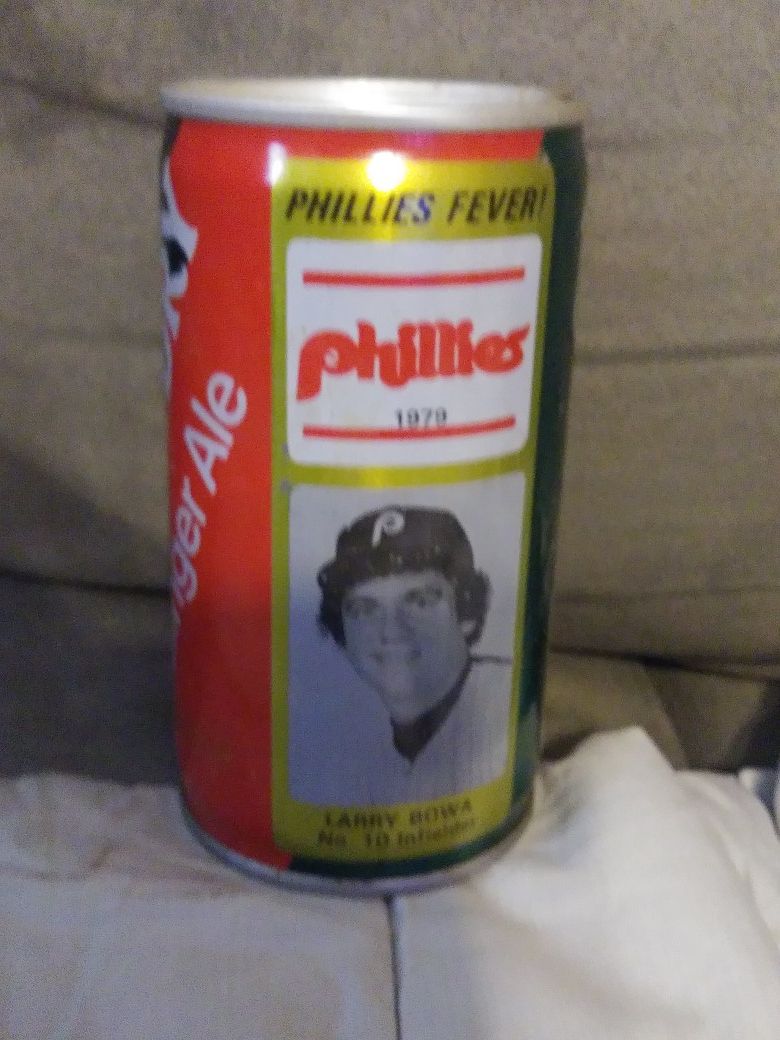 PHILLIES FEVER!
Phillies
1979
P
LARRY BOWA
No. 10 Infielder
ger Ale